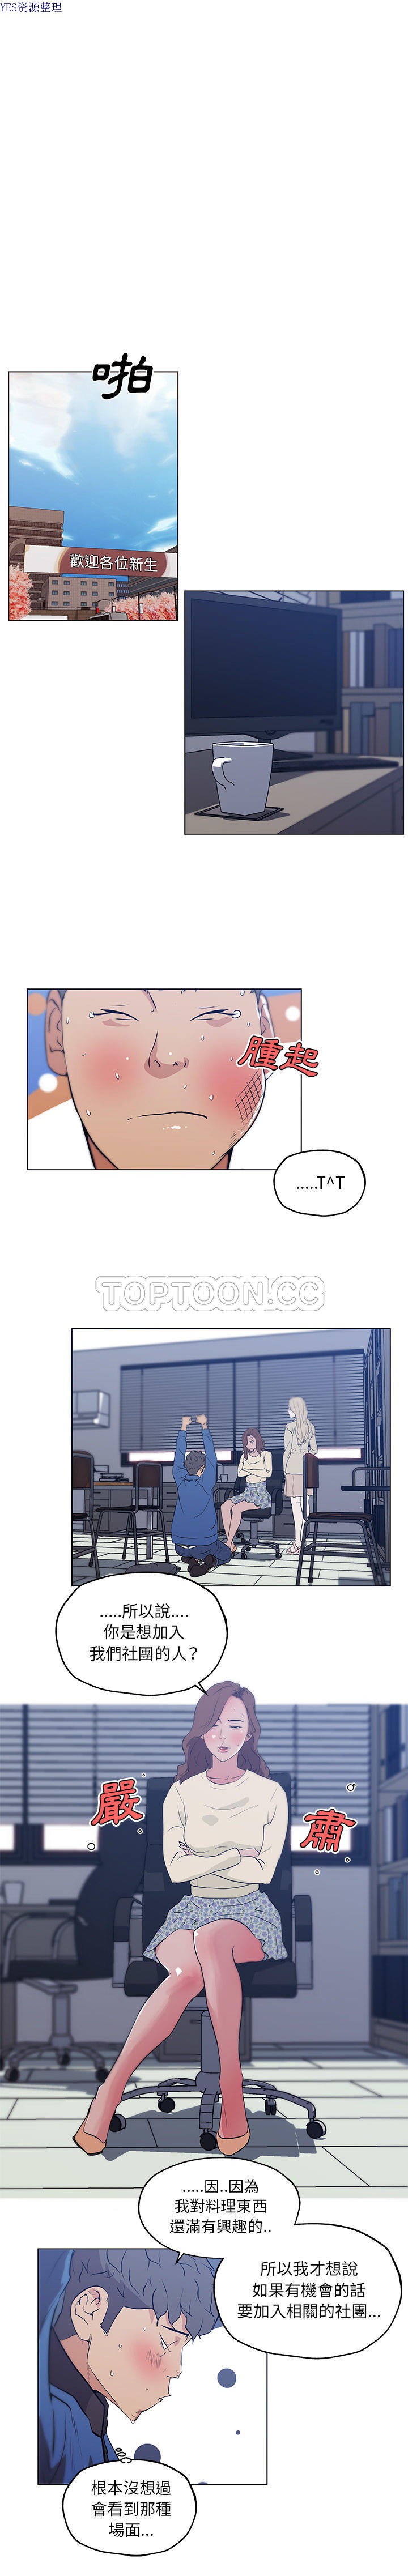 YES资源整理
啪
歡迎各位新生
腫起
.....T^T
TOPTOON.CC
.....所以說....
你是想加入
我們社團的人?
嚴
肅
.....因..因為
我對料理東西
還滿有興趣的..
所以我才想說
如果有機會的話
要加入相關的社團...
根本沒想過
會看到那種
場面...